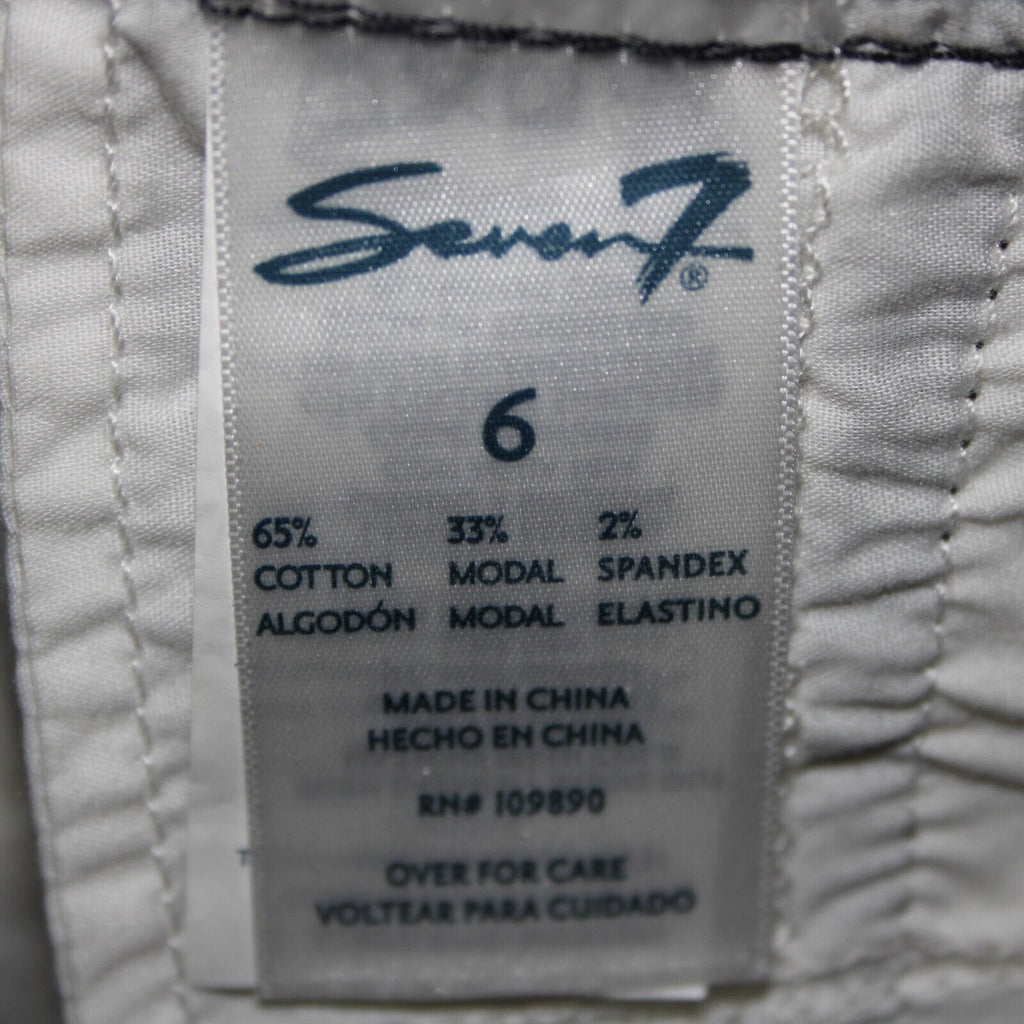 Seven7®
6
65% 33% 2%
COTTON MODAL SPANDEX
ALGODÓN MODAL ELASTINO
MADE IN CHINA
HECHO EN CHINA
RN# 109890
OVER FOR CARE
VOLTEAR PARA CUIDADO